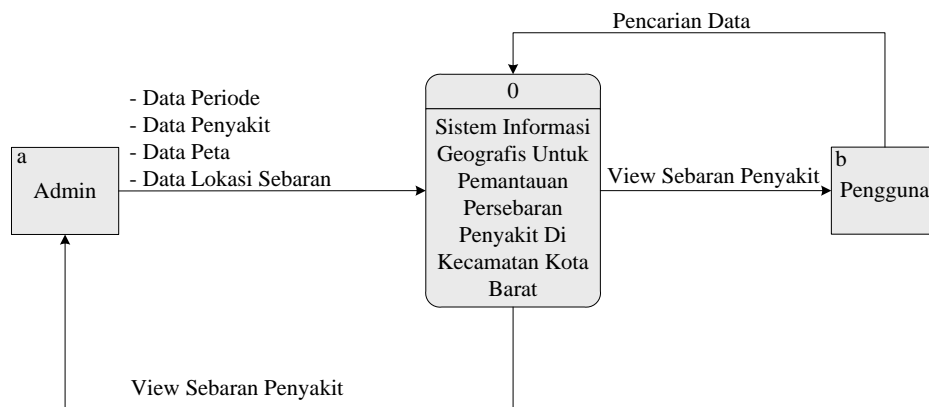 Pencarian Data
- Data Periode
- Data Penyakit
- Data Peta
- Data Lokasi Sebaran
a
Admin
0
Sistem Informasi
Geografis Untuk
Pemantauan
Persebaran
Penyakit Di
Kecamatan Kota
Barat
View Sebaran Penyakit
b
Pengguna
View Sebaran Penyakit